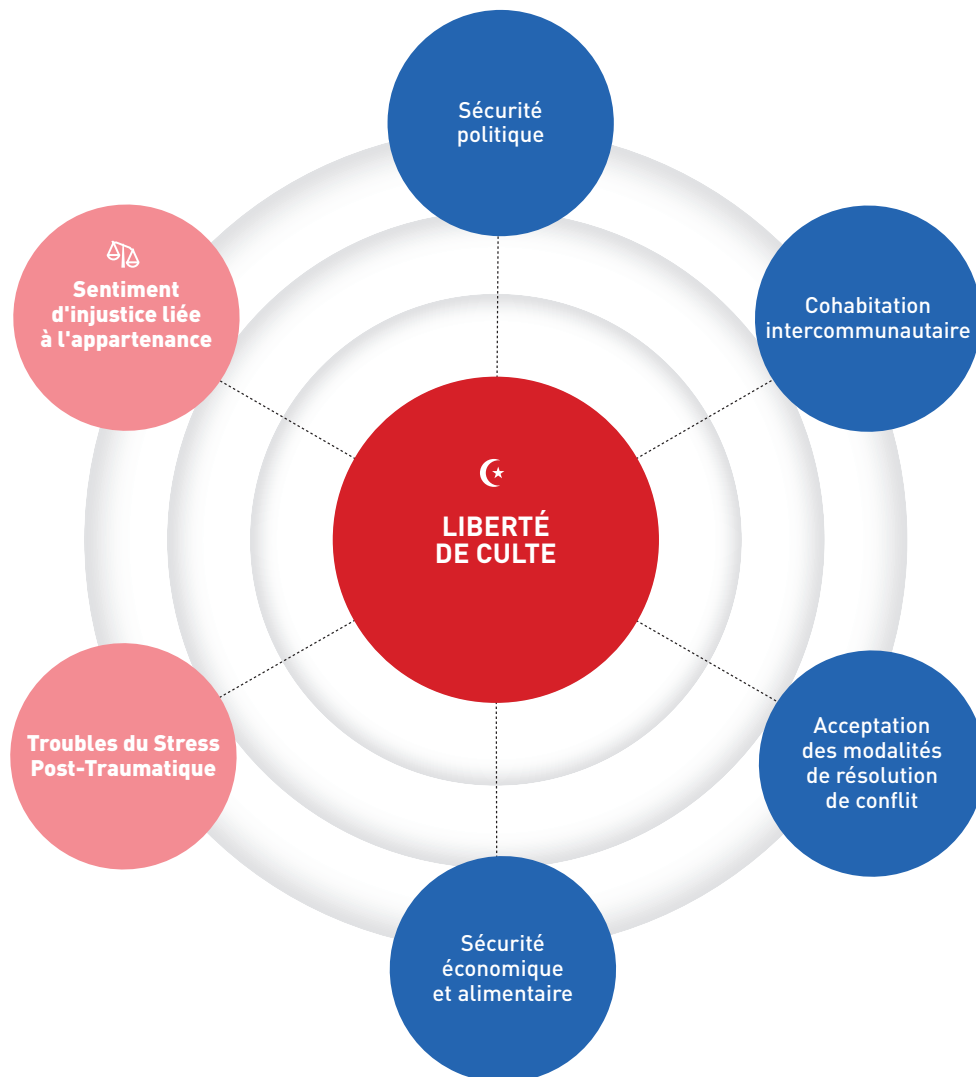 Sécurité
politique
Sentiment
d'injustice liée
à l'appartenance
Cohabitation
intercommunautaire
LIBERTÉ
DE CULTE
Troubles du Stress
Post-Traumatique
Acceptation
des modalités
de résolution
de conflit
Sécurité
économique
et alimentaire